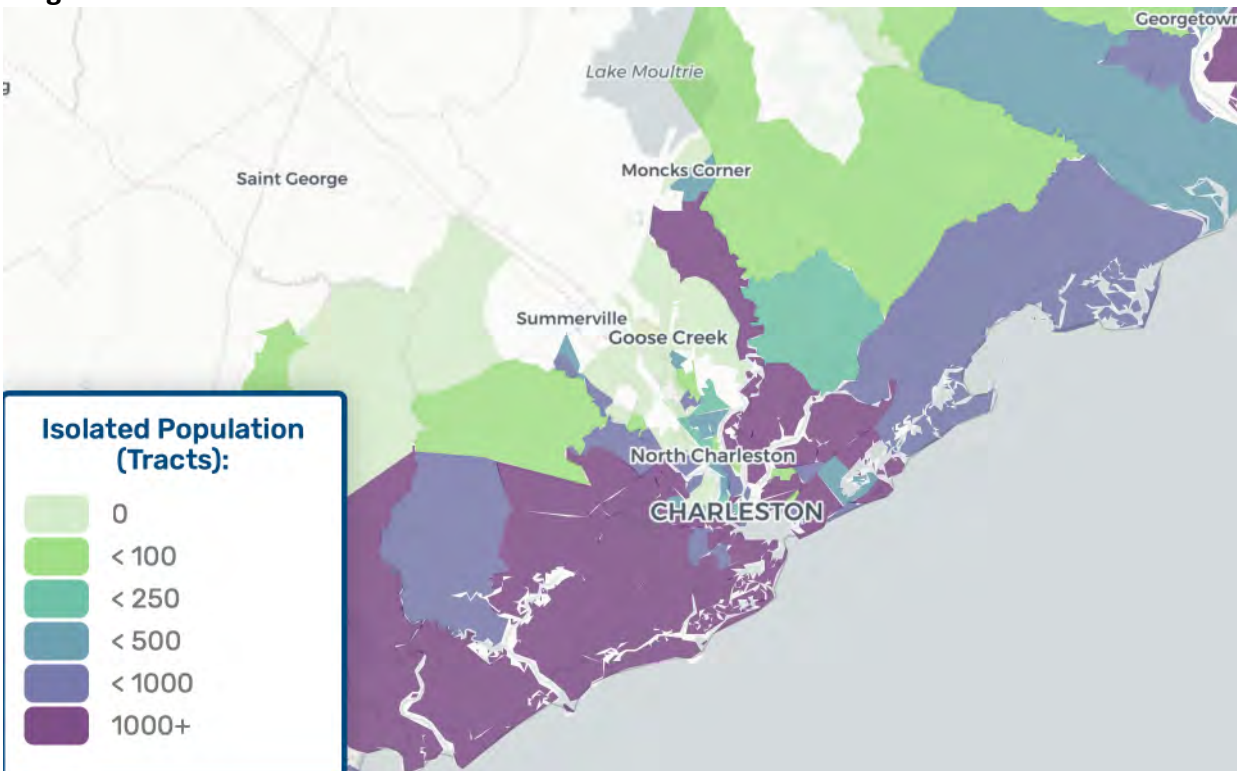 Georgetown
Lake Moultrie
Moncks Corner
Saint George
Summerville
Goose Creek
North Charleston
CHARLESTON
Isolated Population
(Tracts):
0
< 100
< 250
< 500
< 1000
1000+